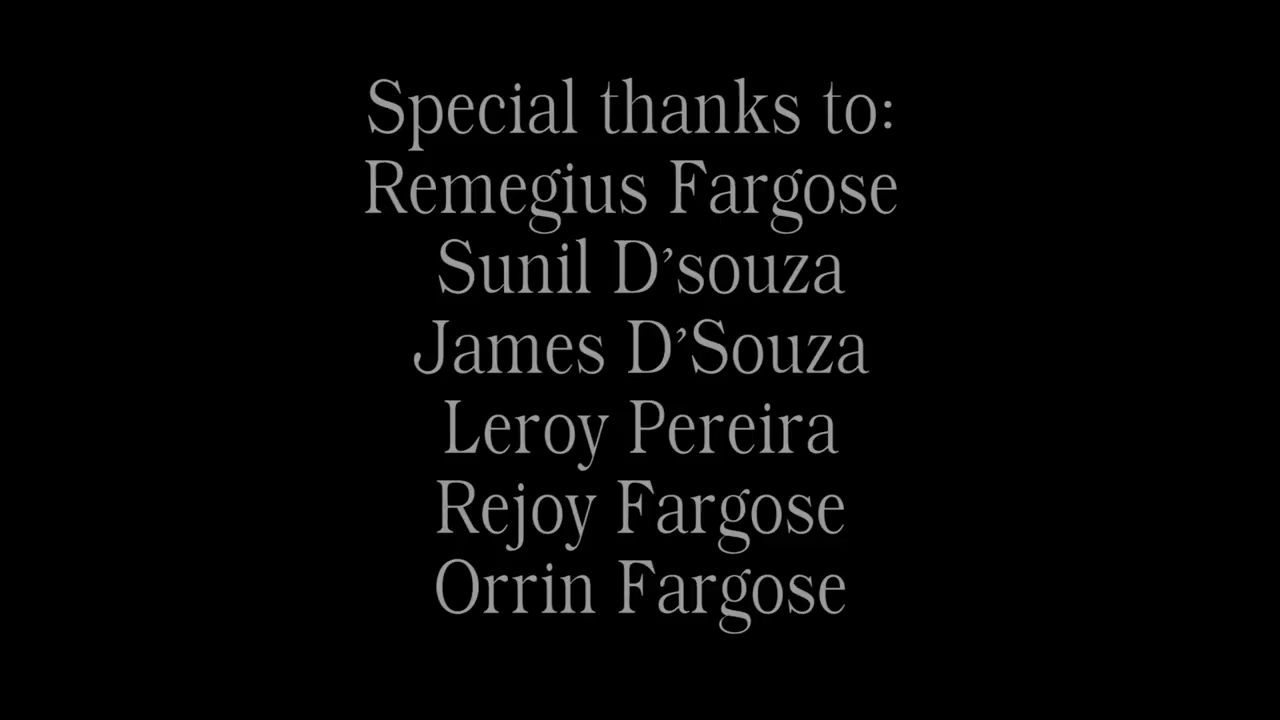 Special thanks to:
Remegius Fargose
Sunil D’souza
James D’Souza
Leroy Pereira
Rejoy Fargose
Orrin Fargose